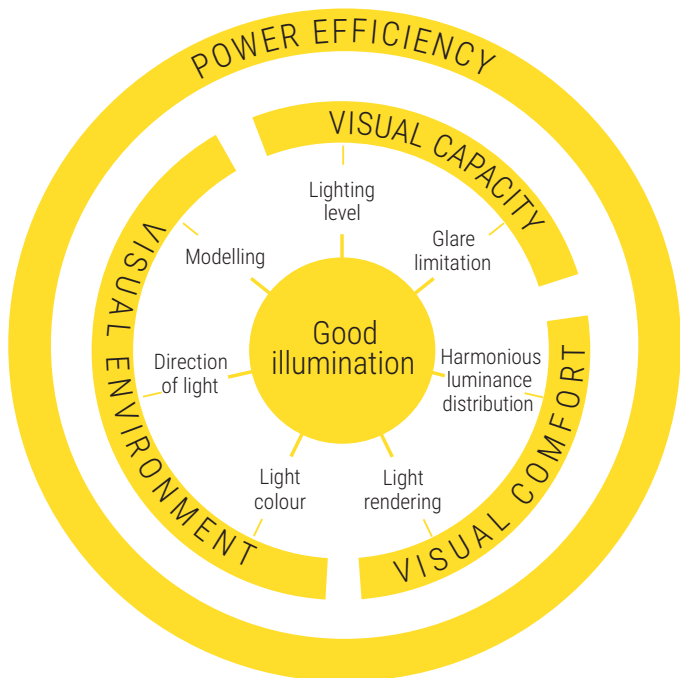 POWER EFFICIENCY
VISUAL CAPACITY
Lighting
level
Glare
limitation
Modelling
VISUAL ENVIRONMENT
Good
illumination
Direction
of light
Harmonious
luminance
distribution
VISUAL COMFORT
Light
colour
Light
rendering